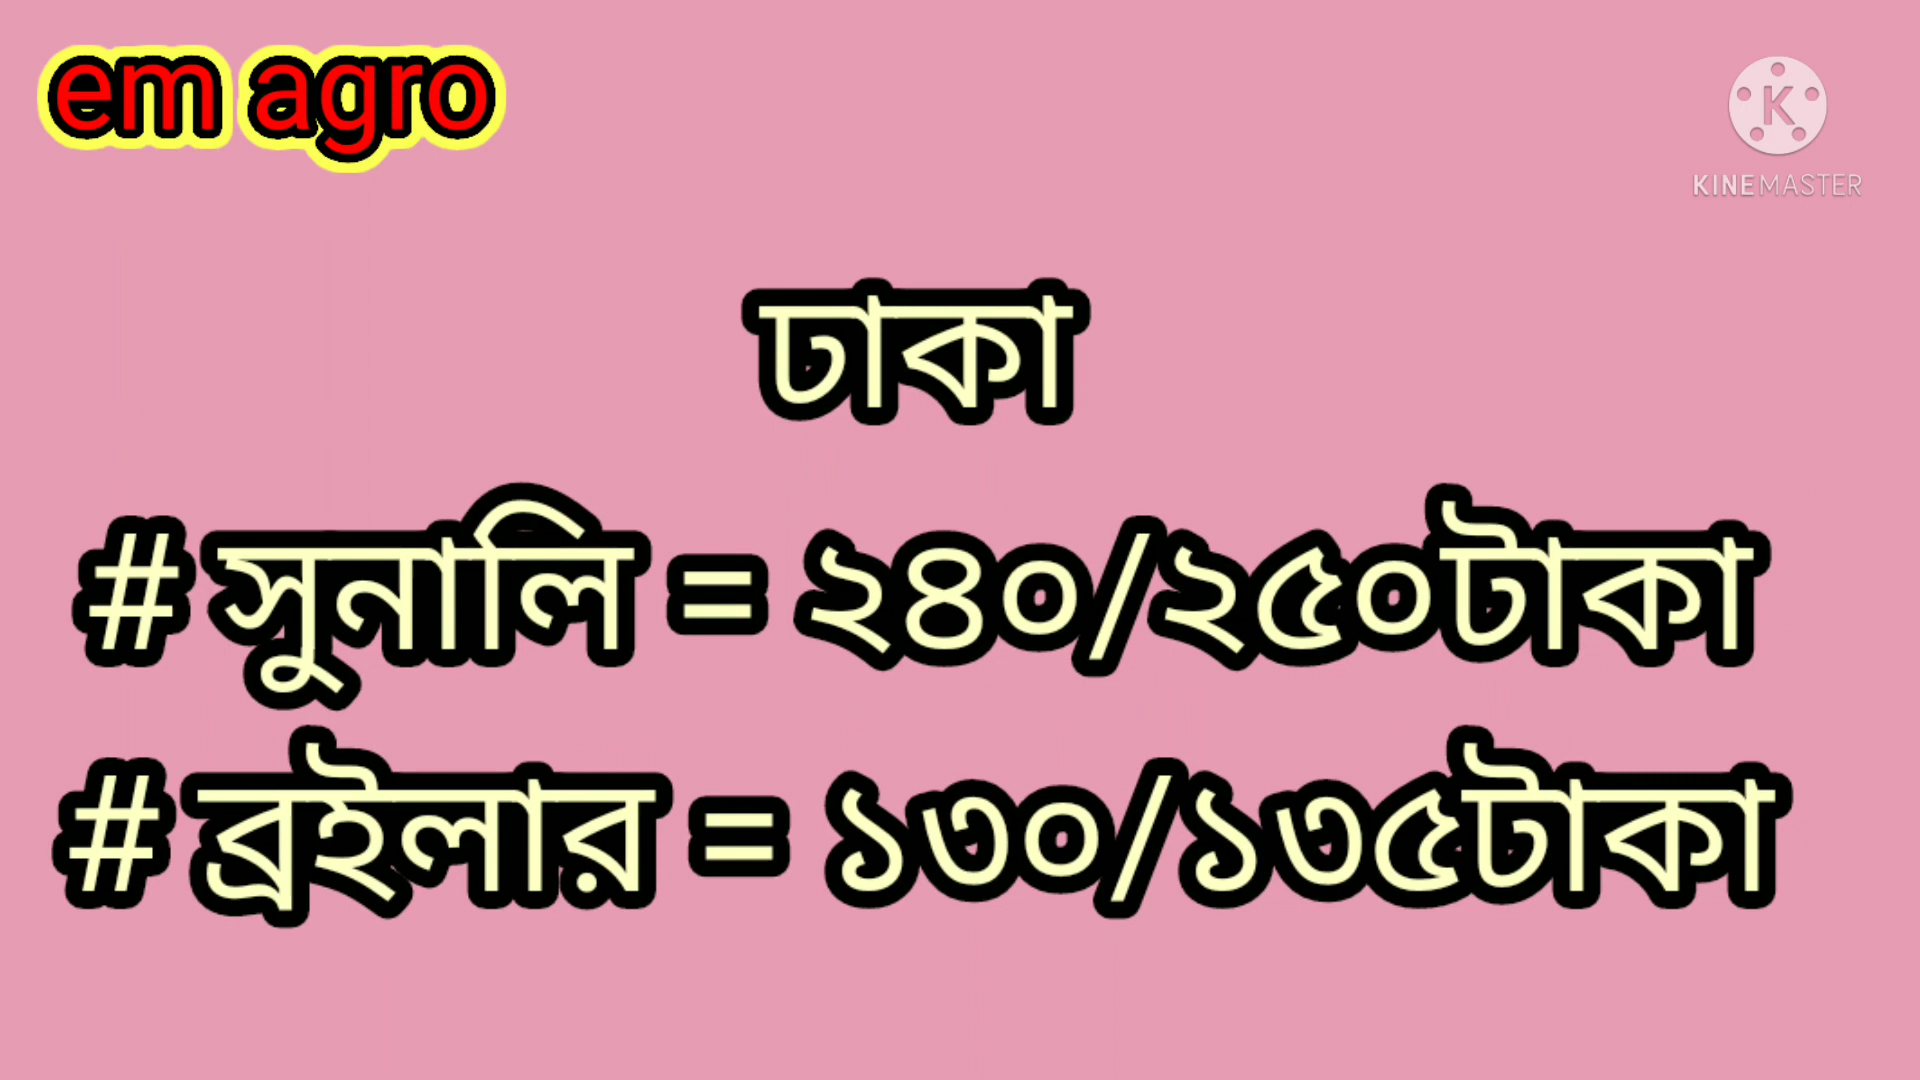 em agro
K
KINEMASTER
ঢাকা
# সুনালি = ২৪০/২৫০টাকা
# ব্রইলার = ১৩০/১৩৫টাকা